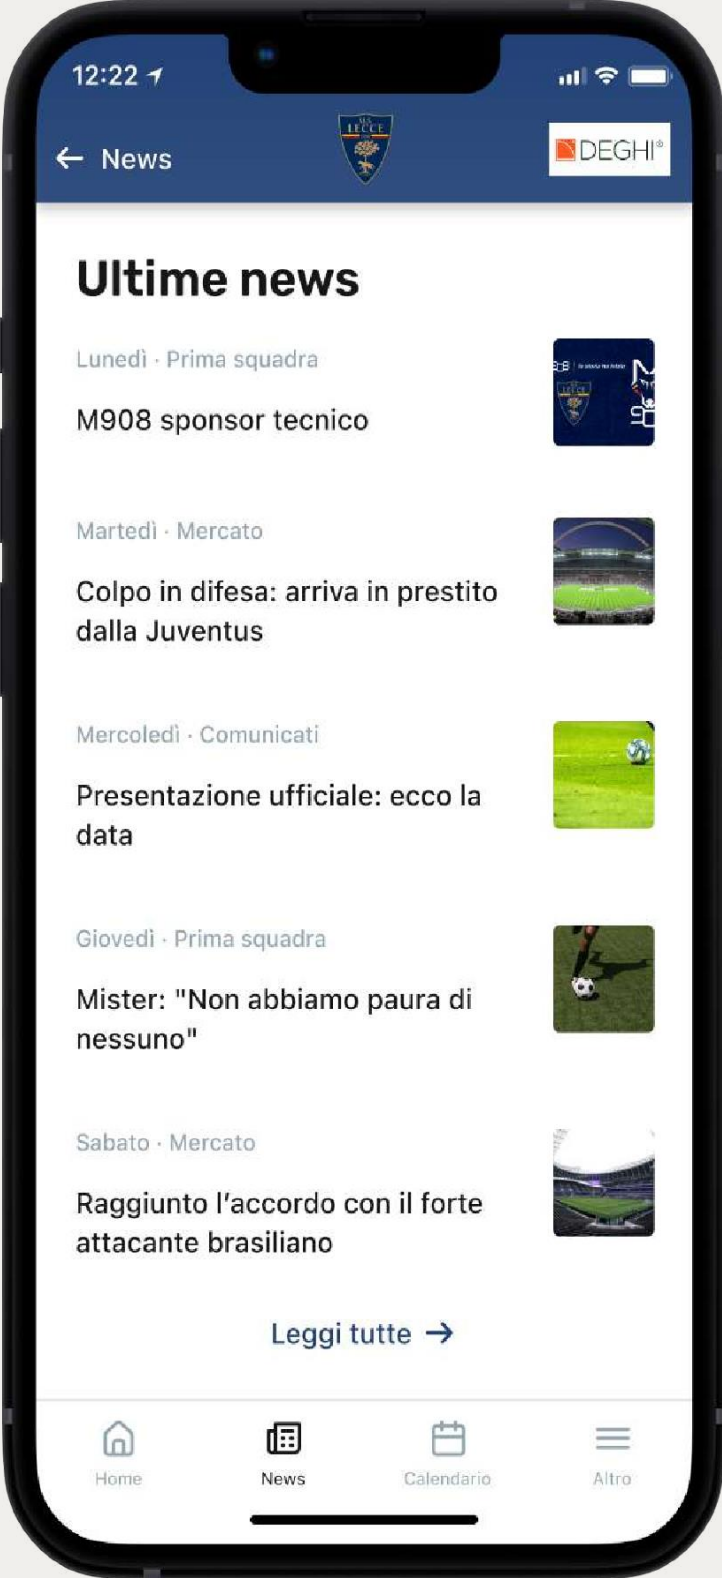 12:22
News
U.S.
LECCE
DEGHI®
Ultime news
Lunedì · Prima squadra
M908 sponsor tecnico
Martedì · Mercato
Colpo in difesa: arriva in prestito
dalla Juventus
Mercoledì · Comunicati
Presentazione ufficiale: ecco la
data
Giovedì · Prima squadra
Mister: "Non abbiamo paura di
nessuno"
Sabato · Mercato
Raggiunto l'accordo con il forte
attacante brasiliano
Leggi tutte
Home
News
Calendario
Altro